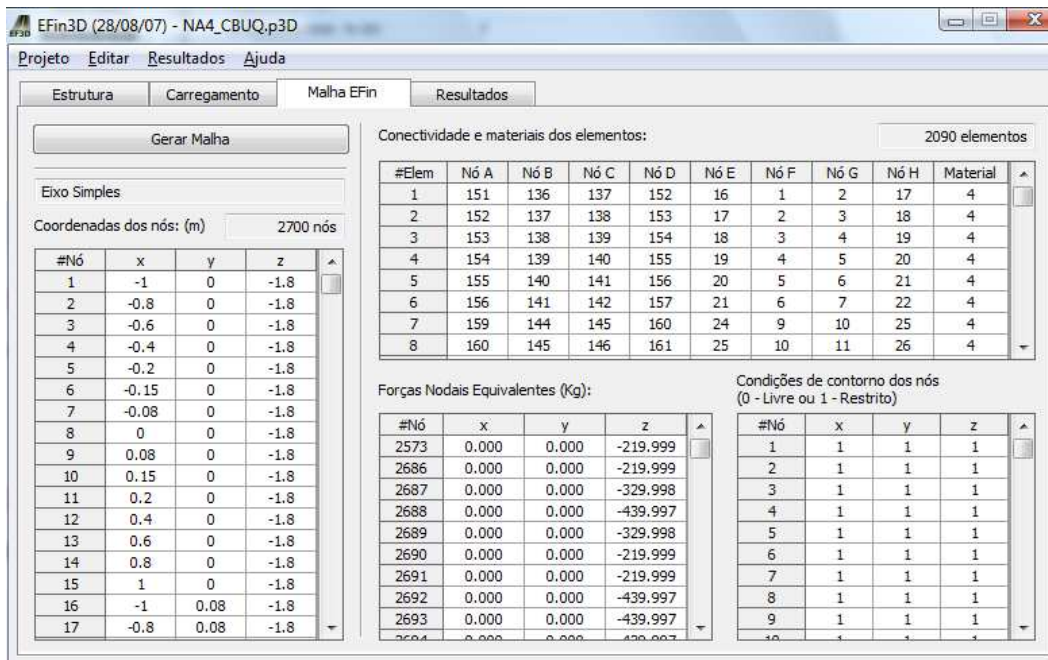 EFin3D (28/08/07) - NA4_CBUQ.p3D
Projeto Editar Resultados Ajuda
Estrutura Carregamento Malha EFin Resultados
Gerar Malha
Eixo Simples
Coordenadas dos nós: (m) 2700 nós
#Nó x y z
1 -1 0 -1.8
2 -0.8 0 -1.8
3 -0.6 0 -1.8
4 -0.4 0 -1.8
5 -0.2 0 -1.8
6 -0.15 0 -1.8
7 -0.08 0 -1.8
8 0 0 -1.8
9 0.08 0 -1.8
10 0.15 0 -1.8
11 0.2 0 -1.8
12 0.4 0 -1.8
13 0.6 0 -1.8
14 0.8 0 -1.8
15 1 0 -1.8
16 -1 0.08 -1.8
17 -0.8 0.08 -1.8
Conectividade e materiais dos elementos: 2090 elementos
#Elem Nó A Nó B Nó C Nó D Nó E Nó F Nó G Nó H Material
1 151 136 137 152 16 1 2 17 4
2 152 137 138 153 17 2 3 18 4
3 153 138 139 154 18 3 4 19 4
4 154 139 140 155 19 4 5 20 4
5 155 140 141 156 20 5 6 21 4
6 156 141 142 157 21 6 7 22 4
7 159 144 145 160 24 9 10 25 4
8 160 145 146 161 25 10 11 26 4
Forças Nodais Equivalentes (Kg):
#Nó x y z
2573 0.000 0.000 -219.999
2686 0.000 0.000 -219.999
2687 0.000 0.000 -329.998
2688 0.000 0.000 -439.997
2689 0.000 0.000 -329.998
2690 0.000 0.000 -219.999
2691 0.000 0.000 -219.999
2692 0.000 0.000 -439.997
2693 0.000 0.000 -439.997
Condições de contorno dos nós
(0 - Livre ou 1 - Restrito)
#Nó x y z
1 1 1 1
2 1 1 1
3 1 1 1
4 1 1 1
5 1 1 1
6 1 1 1
7 1 1 1
8 1 1 1
9 1 1 1